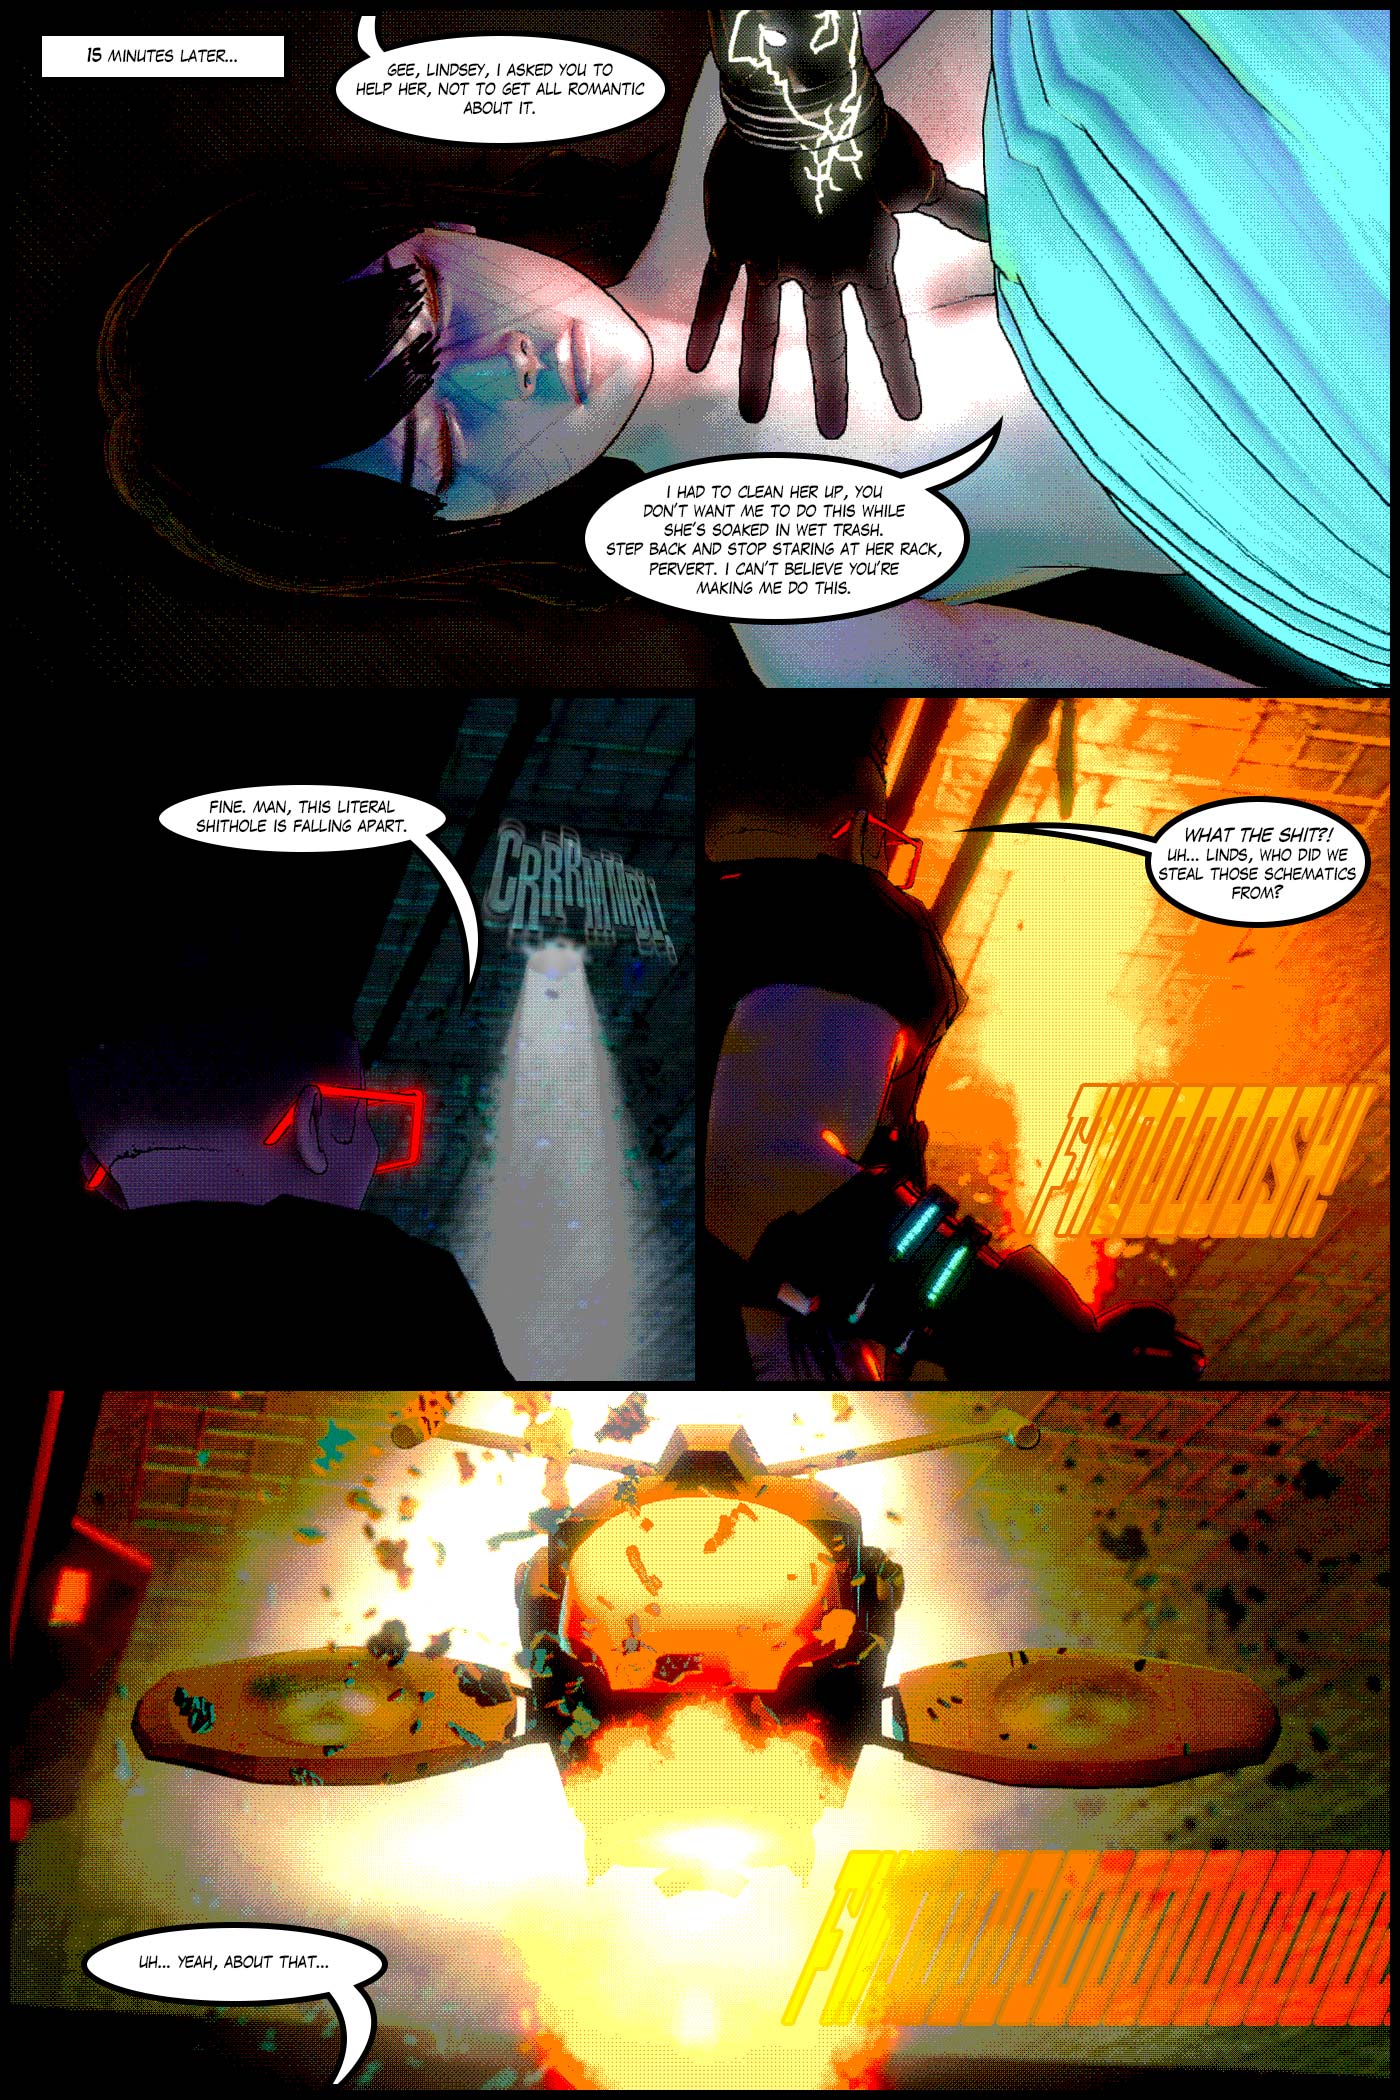 15 MINUTES LATER...
GEE, LINDSEY, I ASKED YOU TO
HELP HER, NOT TO GET ALL ROMANTIC
ABOUT IT.
I HAD TO CLEAN HER UP, YOU
DON'T WANT ME TO DO THIS WHILE
SHE'S SOAKED IN WET TRASH.
STEP BACK AND STOP STARING AT HER RACK,
PERVERT. I CAN'T BELIEVE YOU'RE
MAKING ME DO THIS.
FINE. MAN, THIS LITERAL
SHITHOLE IS FALLING APART.
WHAT THE SHIT?!
UH... LINDS, WHO DID WE
STEAL THOSE SCHEMATICS
FROM?
UH... YEAH, ABOUT THAT...